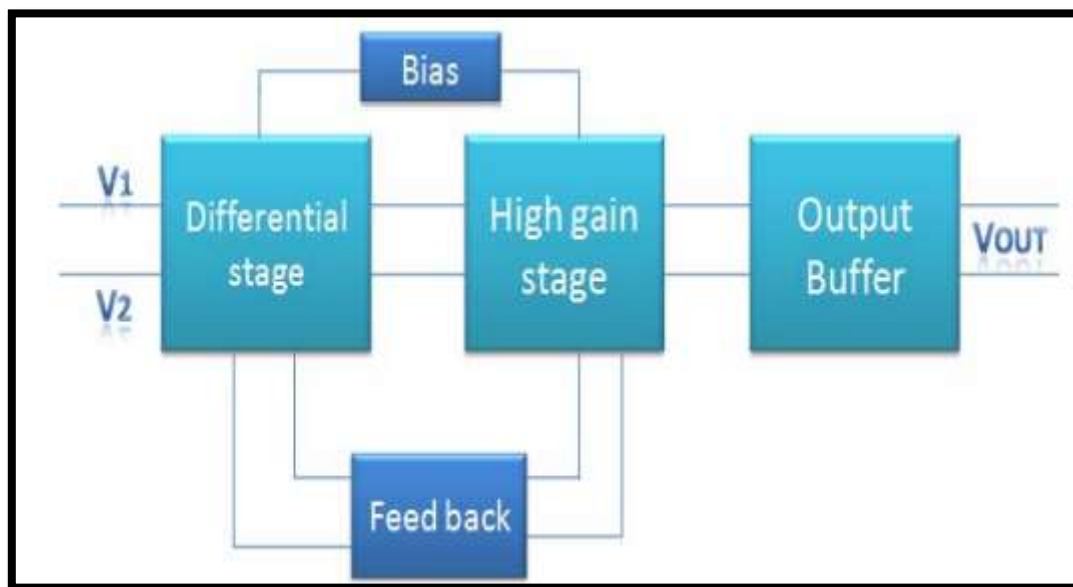 Bias
V1
V2
Differential
stage
High gain
stage
Output
Buffer
VOUT
Feed back